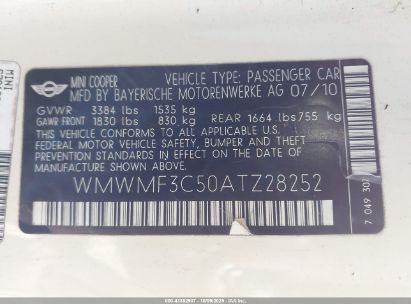 MINI COOPER
VEHICLE TYPE: PASSENGER CAR
MFD BY BAYERISCHE MOTORENWERKE AG 07/10
GVWR 3384 lbs 1535 kg
GAWR FRONT 1830 lbs 830 kg REAR 1664 lbs 755 kg
THIS VEHICLE CONFORMS TO ALL APPLICABLE U.S.
FEDERAL MOTOR VEHICLE SAFETY, BUMPER, AND
THEFT PREVENTION STANDARDS IN EFFECT ON THE DATE
OF MANUFACTURE SHOWN ABOVE.
WMWMF3C50ATZ28252
7 049 307
MINI